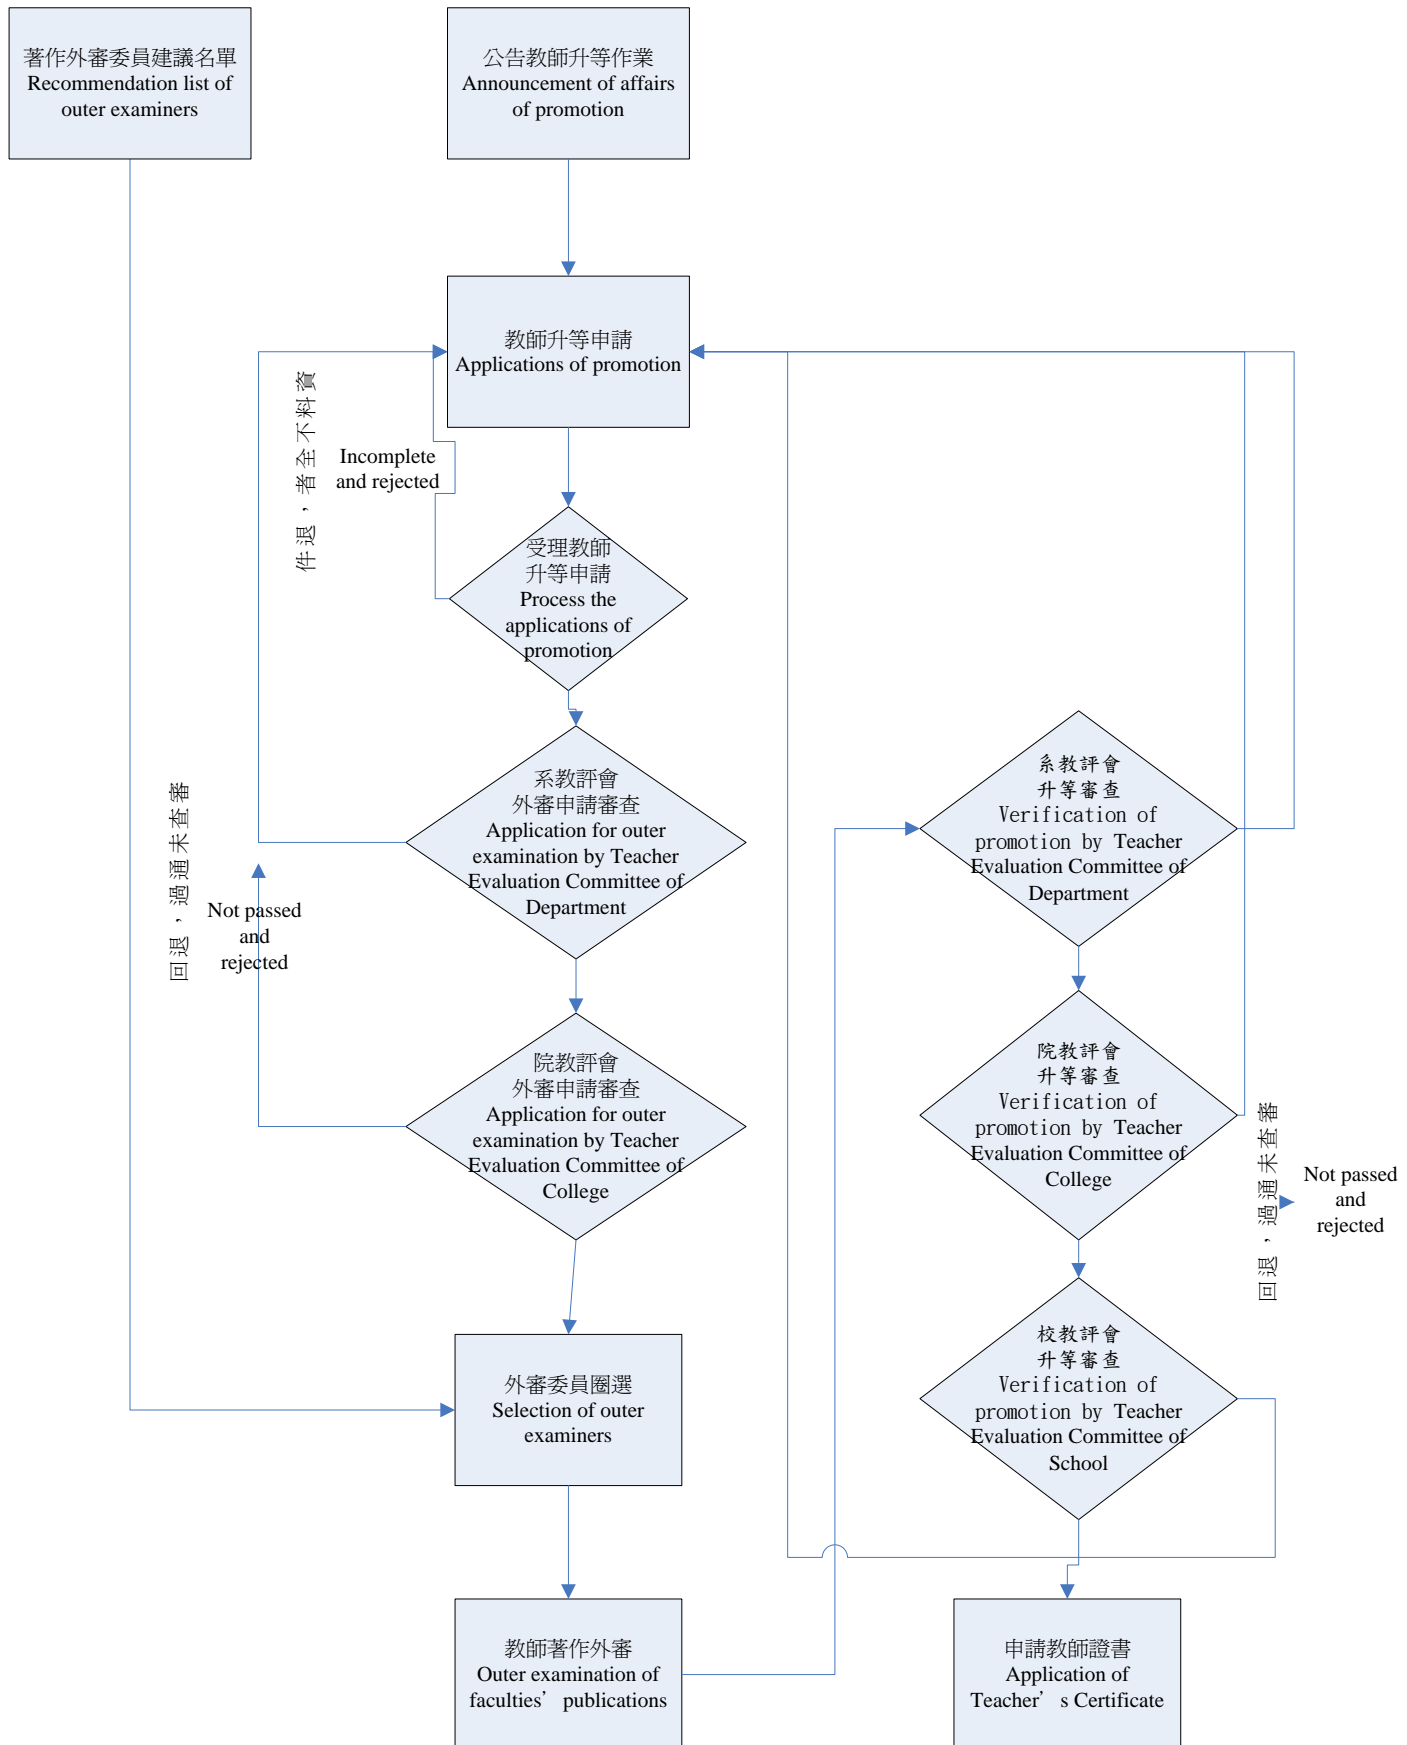 著作外審委員建議名單
Recommendation list of
outer examiners
公告教師升等作業
Announcement of affairs
of promotion
教師升等申請
Applications of promotion
件退，者全不料資
Incomplete
and rejected
受理教師
升等申請
Process the
applications of
promotion
系教評會
外審申請審查
Application for outer
examination by Teacher
Evaluation Committee of
Department
回退，過通未查審
Not passed
and
rejected
院教評會
外審申請審查
Application for outer
examination by Teacher
Evaluation Committee of
College
外審委員圈選
Selection of outer
examiners
教師著作外審
Outer examination of
faculties’ publications
系教評會
升等審查
Verification of
promotion by Teacher
Evaluation Committee of
Department
院教評會
升等審查
Verification of
promotion by Teacher
Evaluation Committee of
College
回退，過通未查審
Not passed
and
rejected
校教評會
升等審查
Verification of
promotion by Teacher
Evaluation Committee of
School
申請教師證書
Application of
Teacher’s Certificate